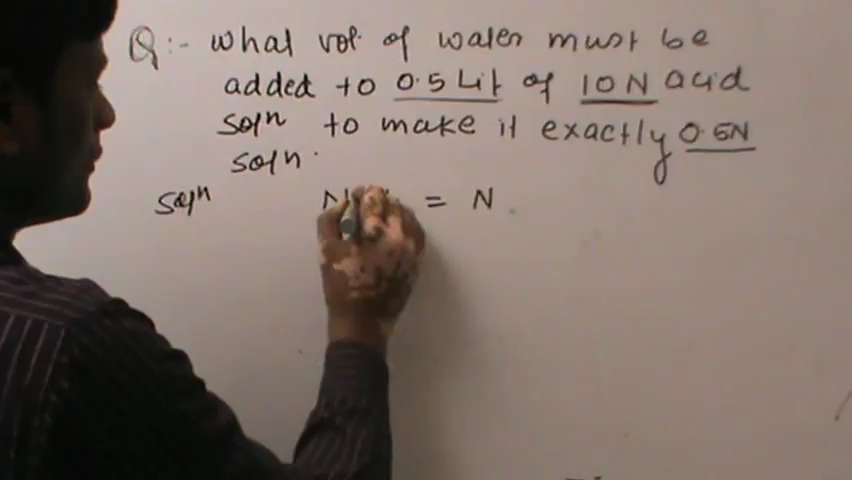 Q:- what vol. of water must be
added to 0.5 Lit of 10N acid
solⁿ to make it exactly 0.5N
solⁿ.
Solⁿ N = N